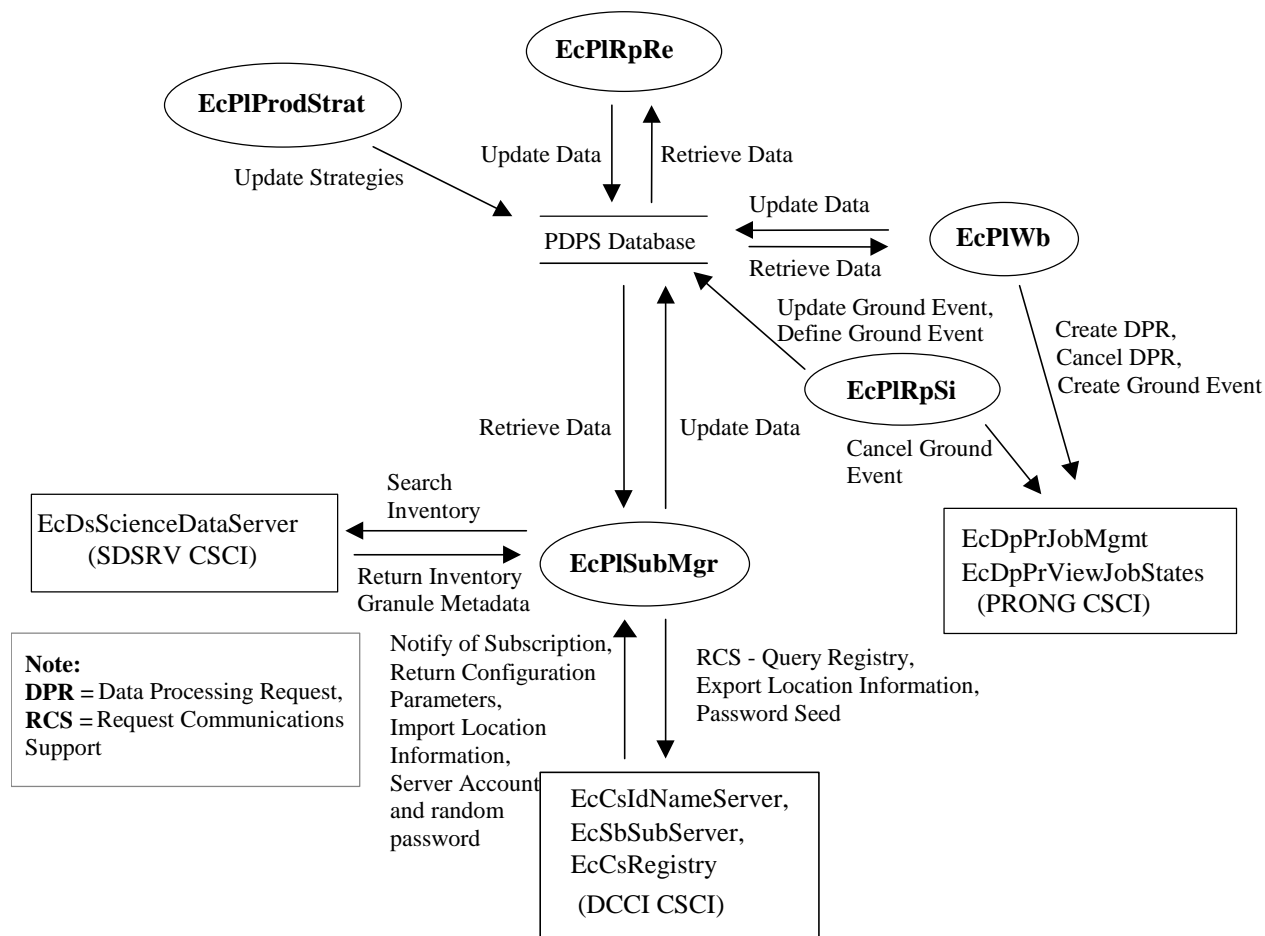 EcPlRpRe
EcPlProdStrat
Update Data
Retrieve Data
Update Strategies
Update Data
PDPS Database
EcPlWb
Retrieve Data
Update Ground Event,
Define Ground Event
Create DPR,
Cancel DPR,
Create Ground Event
EcPlRpSi
Retrieve Data
Update Data
Cancel Ground
Event
Search
Inventory
EcDsScienceDataServer
(SDSRV CSCI)
EcPlSubMgr
EcDpPrJobMgmt
EcDpPrViewJobStates
(PRONG CSCI)
Return Inventory
Granule Metadata
Note:
DPR = Data Processing Request,
RCS = Request Communications
Support
Notify of Subscription,
Return Configuration
Parameters,
Import Location
Information,
Server Account
and random
password
RCS - Query Registry,
Export Location Information,
Password Seed
EcCsIdNameServer,
EcSbSubServer,
EcCsRegistry
(DCCI CSCI)